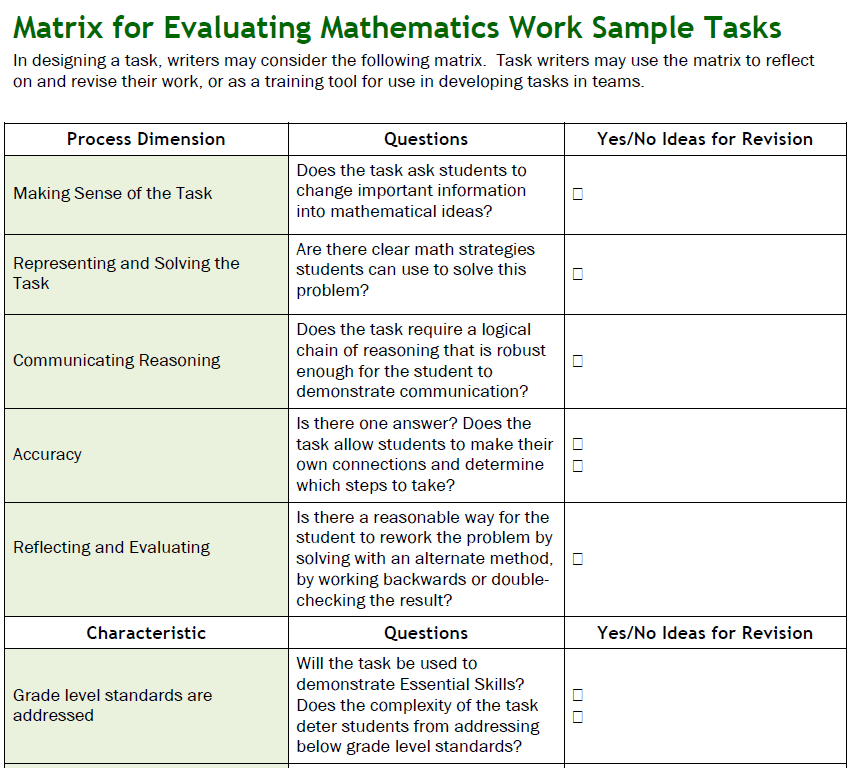 Matrix for Evaluating Mathematics Work Sample Tasks
In designing a task, writers may consider the following matrix.  Task writers may use the matrix to reflect
on and revise their work, or as a training tool for use in developing tasks in teams.
Process Dimension
Questions
Yes/No Ideas for Revision
Making Sense of the Task
Does the task ask students to
change important information
into mathematical ideas?
Representing and Solving the
Task
Are there clear math strategies
students can use to solve this
problem?
Communicating Reasoning
Does the task require a logical
chain of reasoning that is robust
enough for the student to
demonstrate communication?
Accuracy
Is there one answer? Does the
task allow students to make their
own connections and determine
which steps to take?
Reflecting and Evaluating
Is there a reasonable way for the
student to rework the problem by
solving with an alternate method,
by working backwards or double-
checking the result?
Characteristic
Questions
Yes/No Ideas for Revision
Grade level standards are
addressed
Will the task be used to
demonstrate Essential Skills?
Does the complexity of the task
deter students from addressing
below grade level standards?